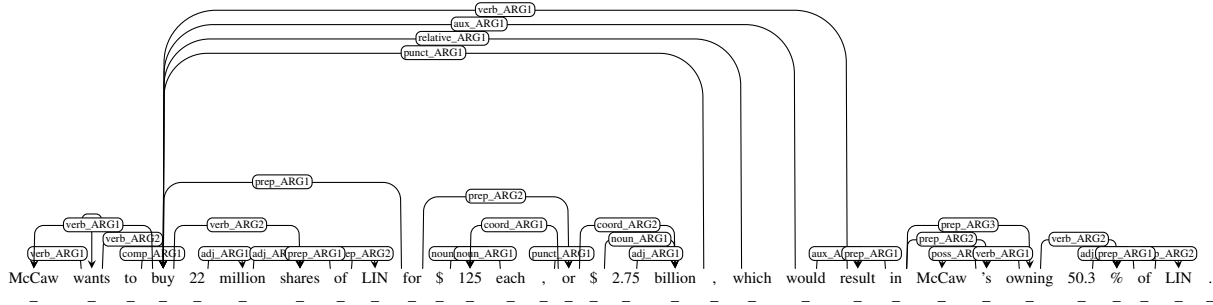 verb_ARG1
aux_ARG1
relative_ARG1
punct_ARG1
prep_ARG1
prep_ARG2
verb_ARG1 verb_ARG2 coord_ARG1 coord_ARG2 prep_ARG3
verb_ARG2 noun_ARG1 prep_ARG2 verb_ARG2
verb_ARG1 comp_ARG1 adj_ARG1 prep_ARG1 noun_ARG1 punct_ARG1 adj_ARG1 prep_ARG1 verb_ARG1 prep_ARG1
McCaw wants to buy 22 million shares of LIN for $ 125 each , or $ 2.75 billion , which would result in McCaw 's owning 50.3 % of LIN .
_ _ _ _ _ _ _ _ _ _ _ _ _ _ _ _ _ _ _ _ _ _ _ _ _ _ _ _ _ _ _